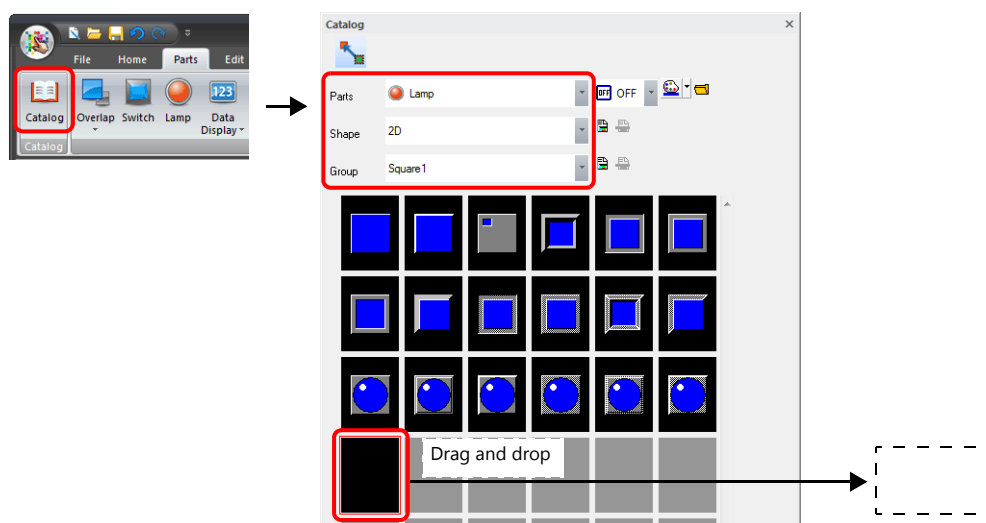 File Home Parts Edit
Catalog Overlap Switch Lamp Data
Display
Catalog
Catalog
Parts Lamp OFF OFF
Shape 2D
Group Square1
Drag and drop